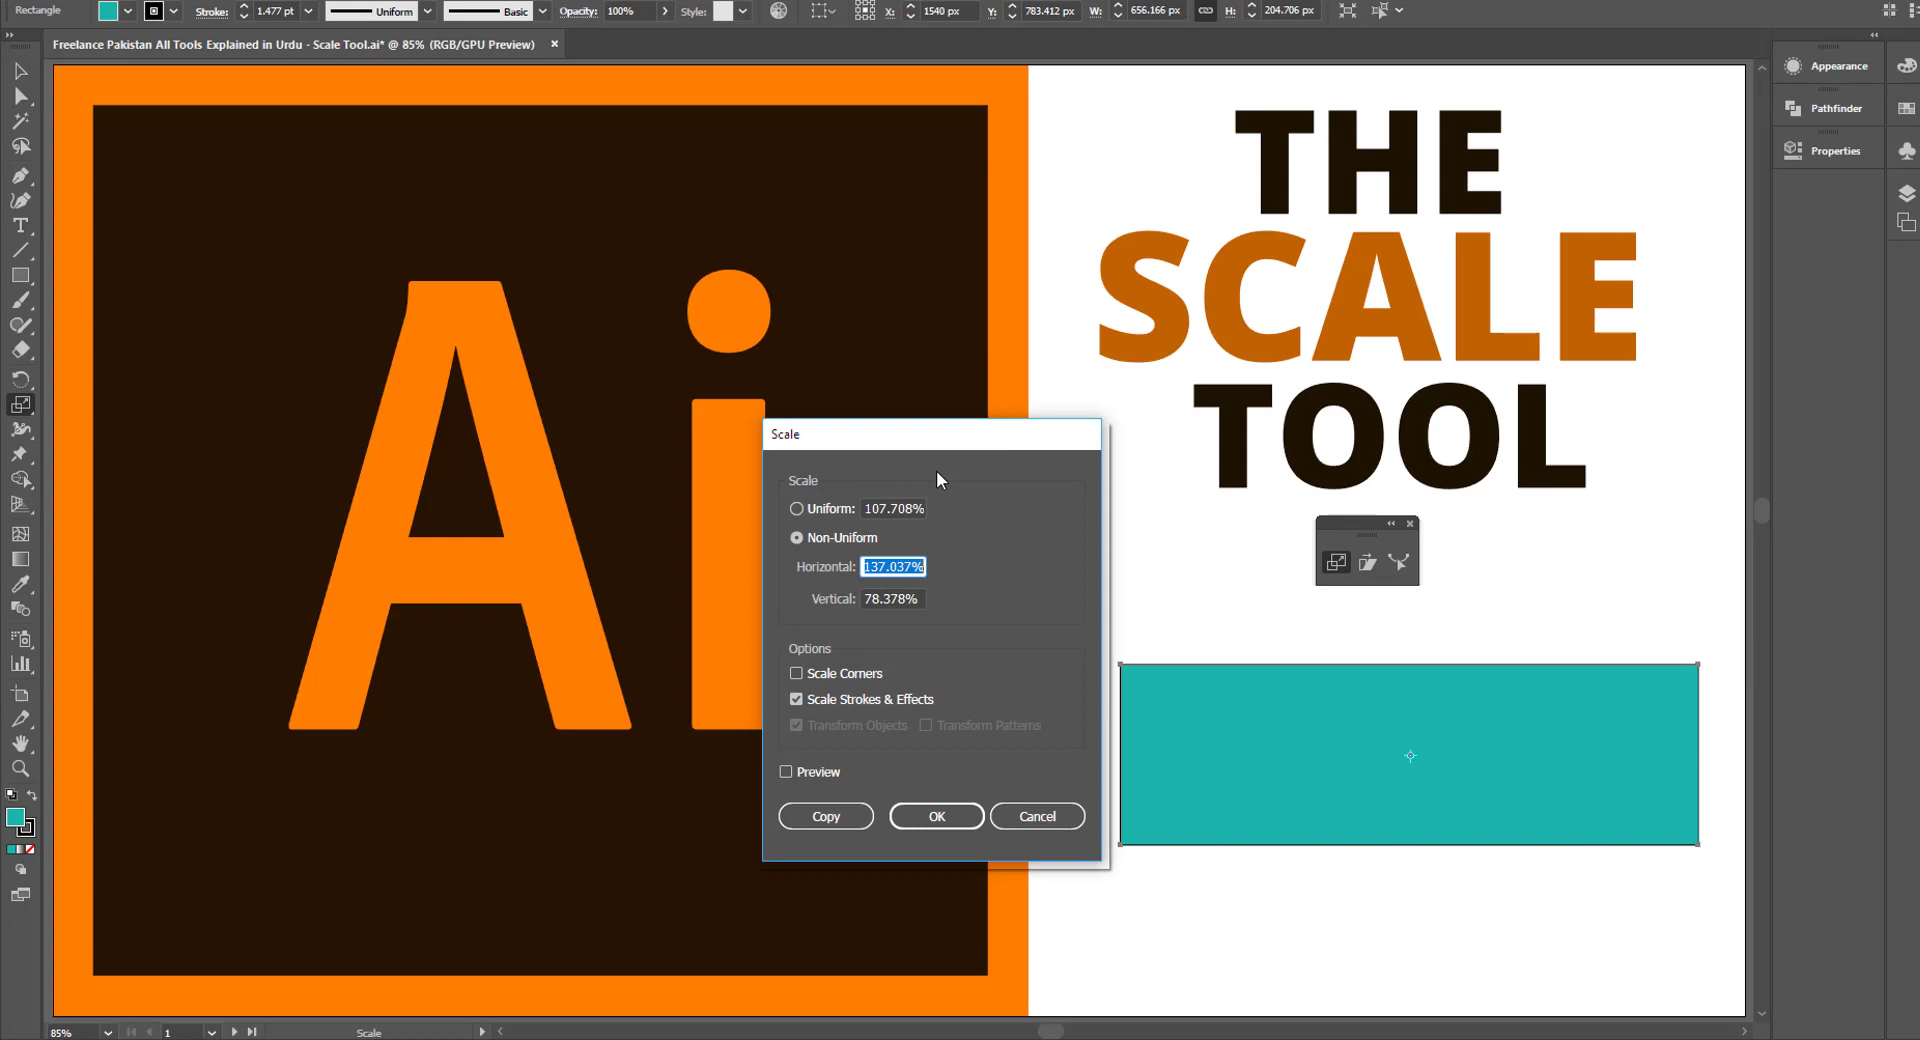 Rectangle Stroke: 1.477 pt Uniform Basic Opacity: 100% Style: X: 1540 px Y: 783.412 px W: 656.166 px H: 204.706 px
Freelance Pakistan All Tools Explained in Urdu - Scale Tool.ai* @ 85% (RGB/GPU Preview)
Appearance
Pathfinder
Properties
Ai
THE
SCALE
TOOL
Scale
Scale
Uniform: 107.708%
Non-Uniform
Horizontal: 137.037%
Vertical: 78.378%
Options
Scale Corners
Scale Strokes & Effects
Transform Objects Transform Patterns
Preview
Copy OK Cancel
85% 1 Scale